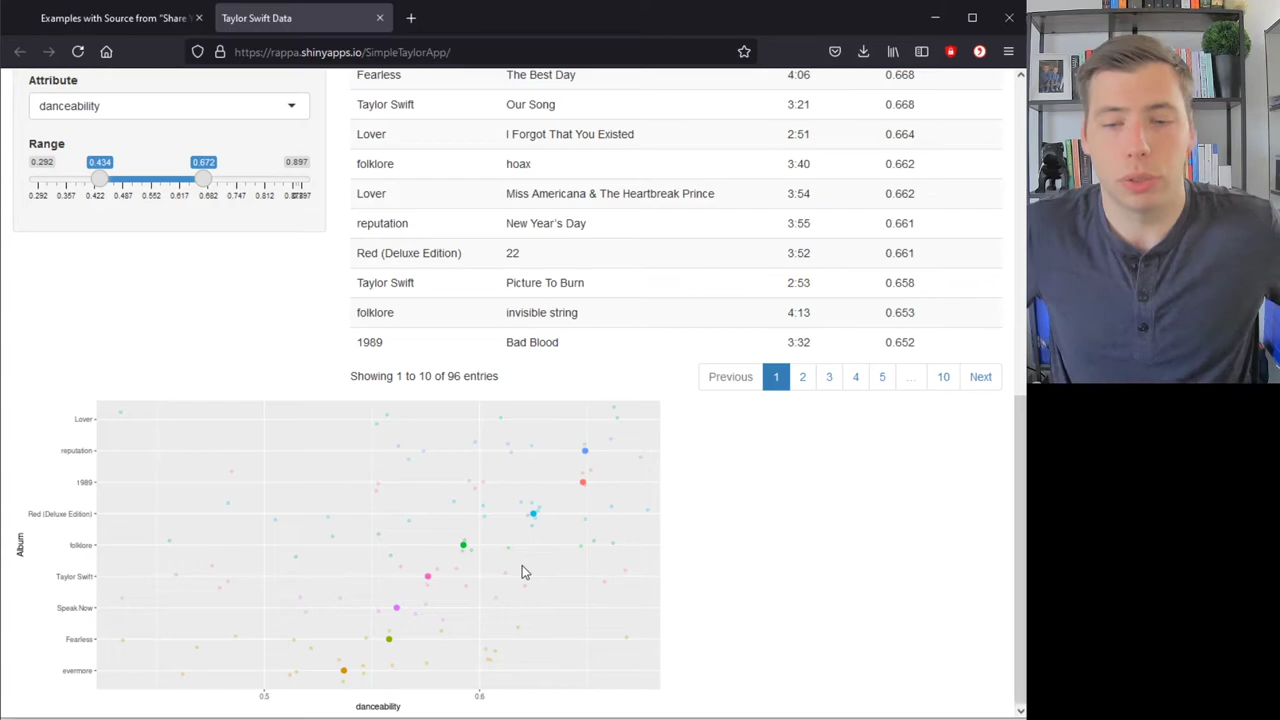 Examples with Source from "Share Y
Taylor Swift Data
https://rappa.shinyapps.io/SimpleTaylorApp/
Attribute
danceability
Range
0.292 0.434 0.672 0.897
0.292 0.357 0.422 0.487 0.552 0.617 0.682 0.747 0.812
Fearless The Best Day 4:06 0.668
Taylor Swift Our Song 3:21 0.668
Lover I Forgot That You Existed 2:51 0.664
folklore hoax 3:40 0.662
Lover Miss Americana & The Heartbreak Prince 3:54 0.662
reputation New Year's Day 3:55 0.661
Red (Deluxe Edition) 22 3:52 0.661
Taylor Swift Picture To Burn 2:53 0.658
folklore invisible string 4:13 0.653
1989 Bad Blood 3:32 0.652
Showing 1 to 10 of 96 entries
Previous 1 2 3 4 5 ... 10 Next
Album
Lover
reputation
1989
Red (Deluxe Edition)
folklore
Taylor Swift
Speak Now
Fearless
evermore
0.5 0.6
danceability